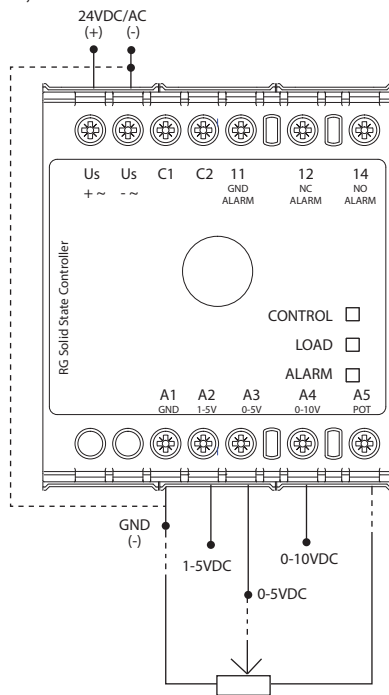 24VDC/AC
(+) (-)
Us Us C1 C2 11 12 14
+ ~ - ~ GND NC NO
ALARM ALARM ALARM
RG Solid State Controller
CONTROL
LOAD
ALARM
A1 A2 A3 A4 A5
GND 1-5V 0-5V 0-10V POT
GND
(-)
1-5VDC
0-10VDC
0-5VDC